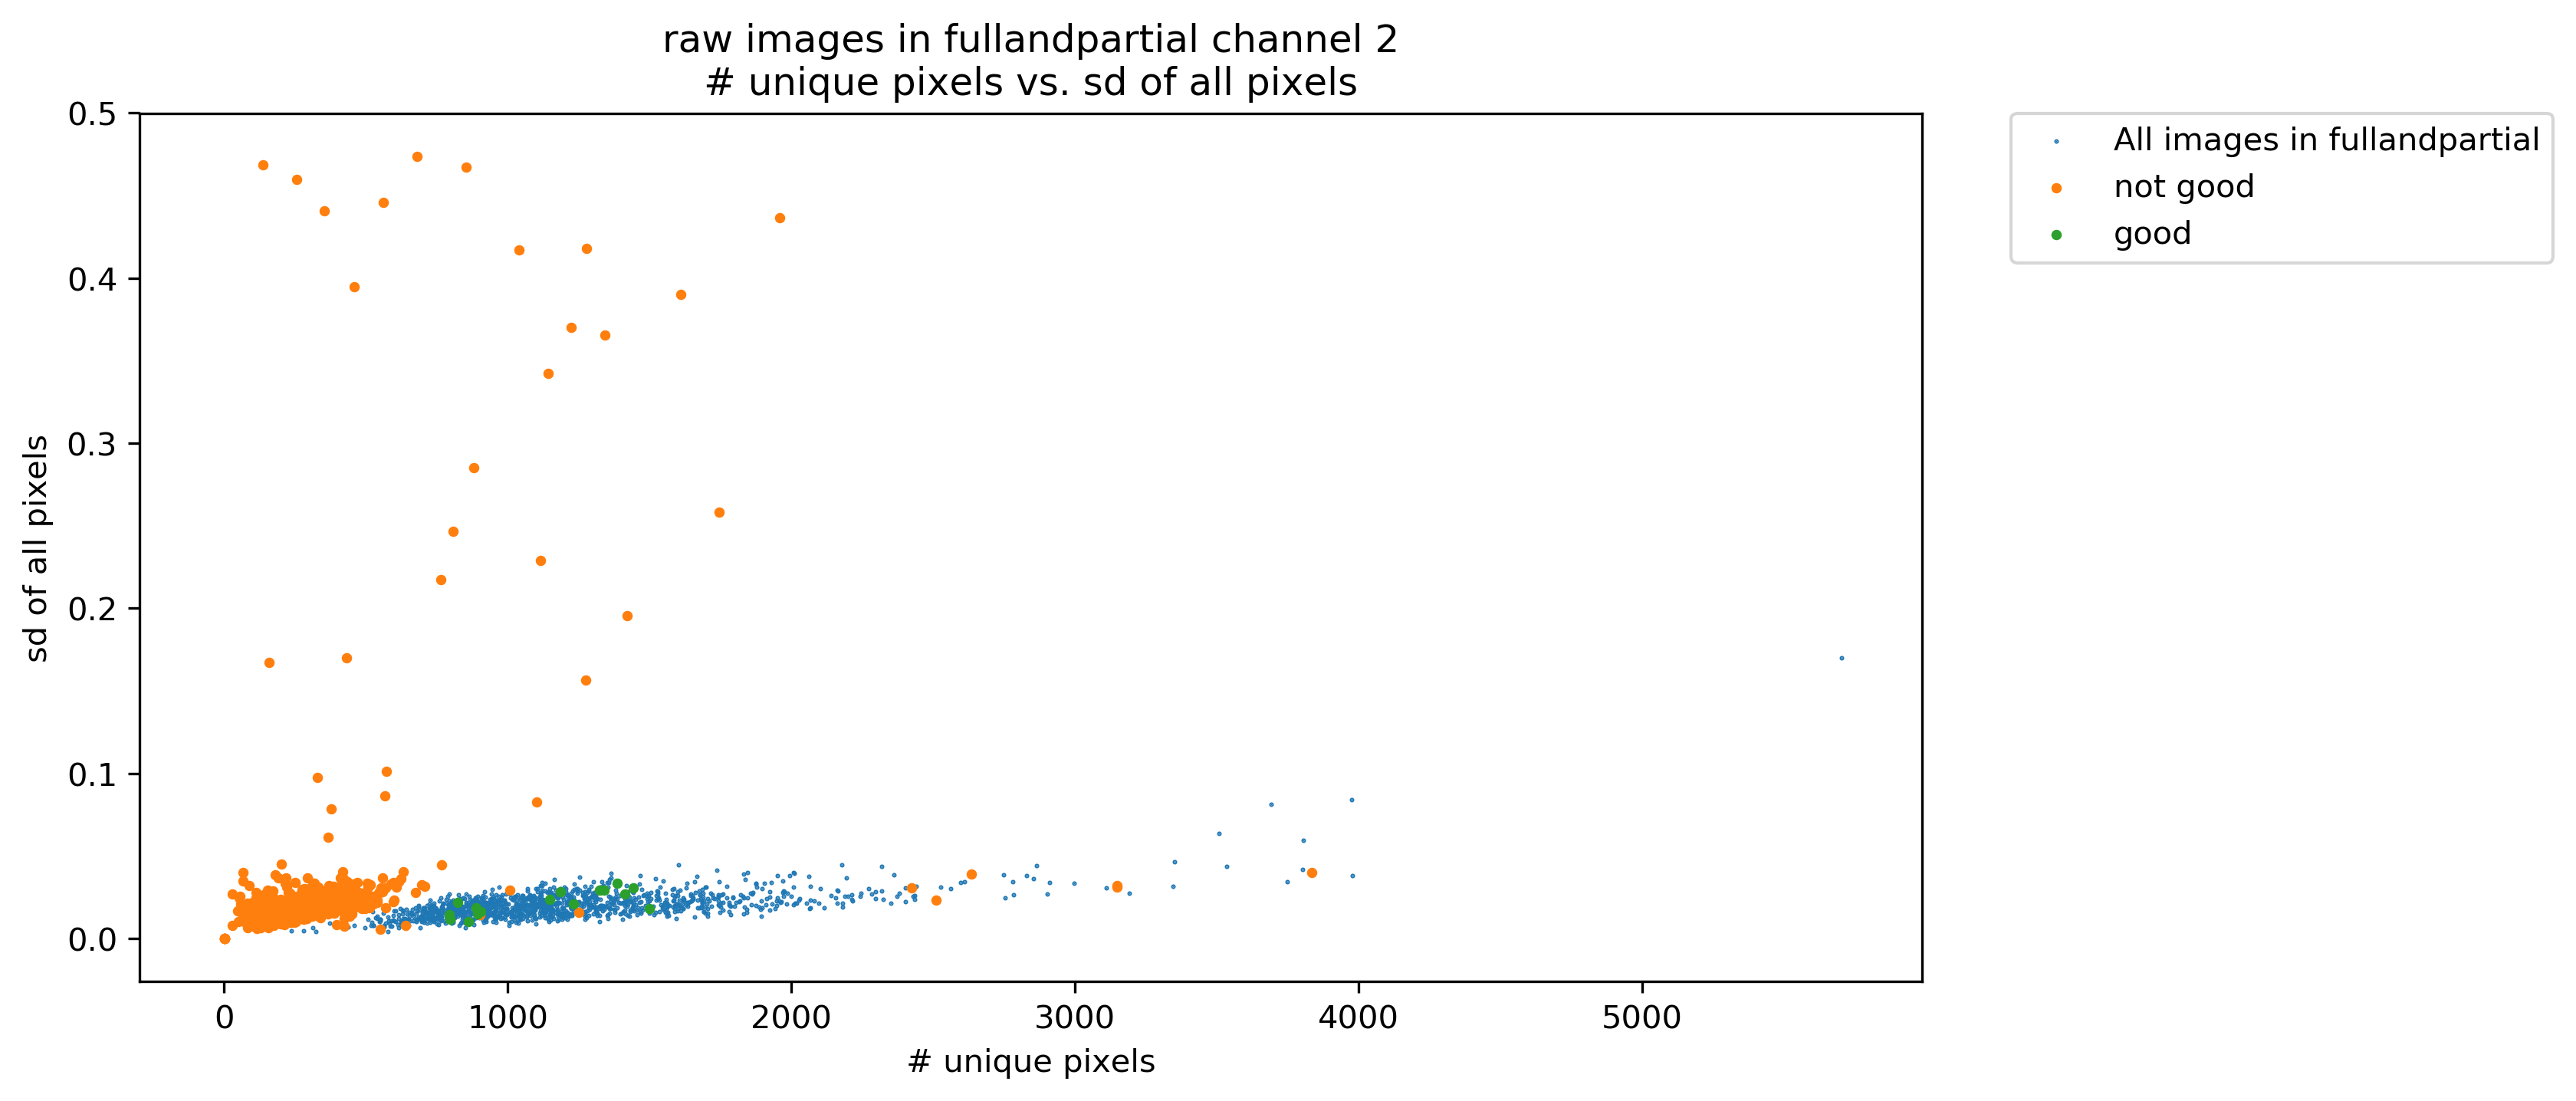 raw images in fullandpartial channel 2
# unique pixels vs. sd of all pixels
0.5
0.4
0.3
0.2
0.1
0.0
sd of all pixels
0 1000 2000 3000 4000 5000
# unique pixels
All images in fullandpartial
not good
good